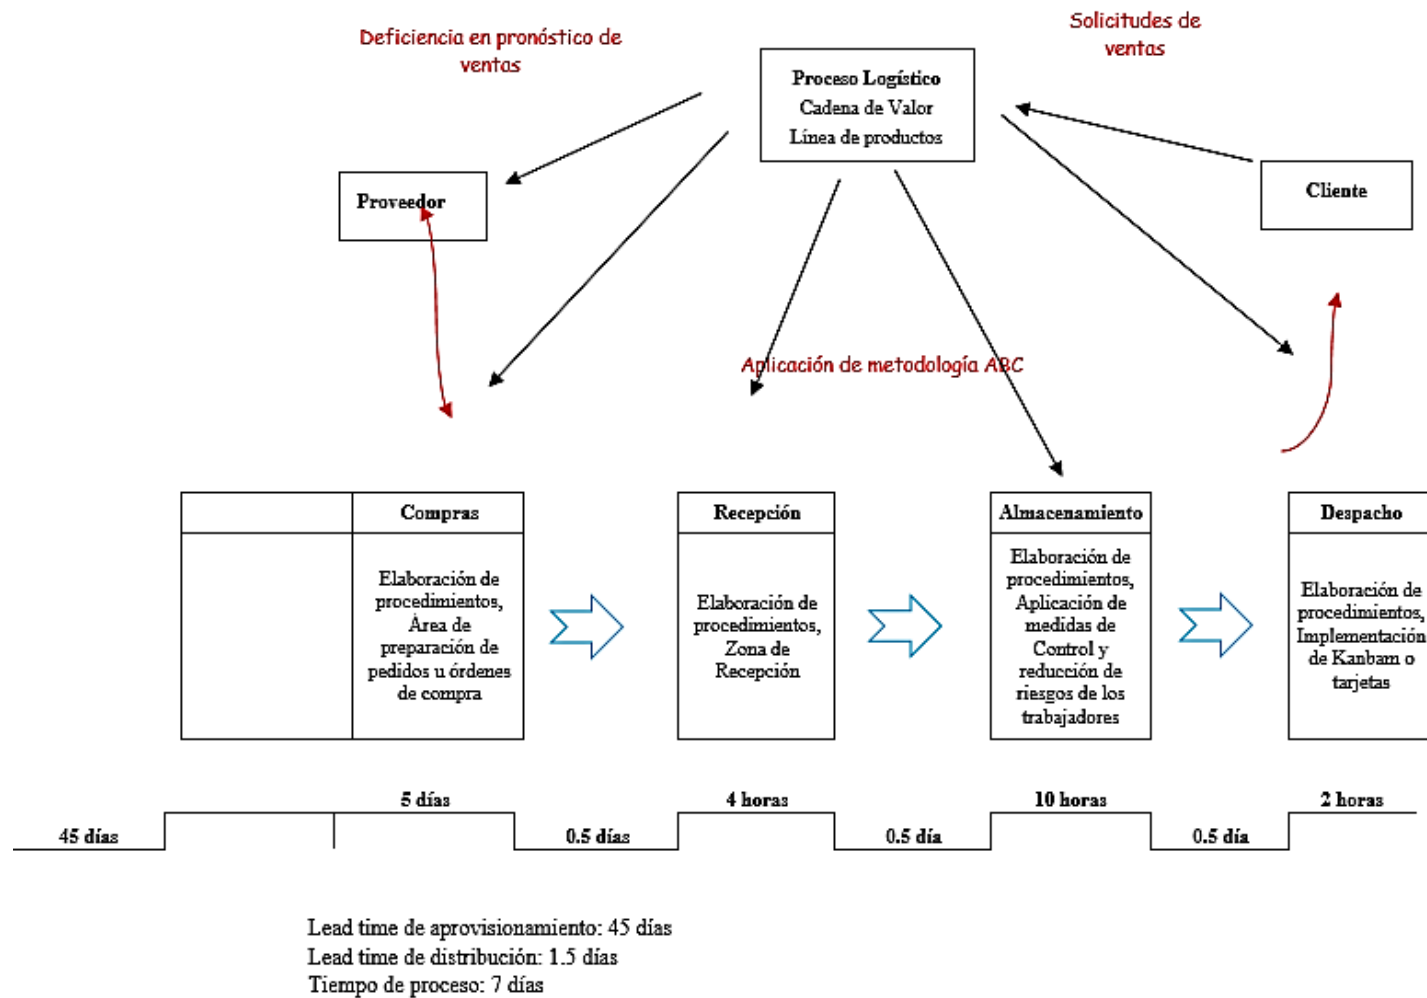 Deficiencia en pronóstico de
ventas
Solicitudes de
ventas
Proceso Logístico
Cadena de Valor
Línea de productos
Proveedor
Cliente
Aplicación de metodología ABC
Compras
Elaboración de
procedimientos,
Área de
preparación de
pedidos u órdenes
de compra
Recepción
Elaboración de
procedimientos,
Zona de
Recepción
Almacenamiento
Elaboración de
procedimientos,
Aplicación de
medidas de
Control y
reducción de
riesgos de los
trabajadores
Despacho
Elaboración de
procedimientos,
Implementación
de Kanbam o
tarjetas
5 días
4 horas
10 horas
2 horas
45 días
0.5 días
0.5 día
0.5 día
Lead time de aprovisionamiento: 45 días
Lead time de distribución: 1.5 días
Tiempo de proceso: 7 días